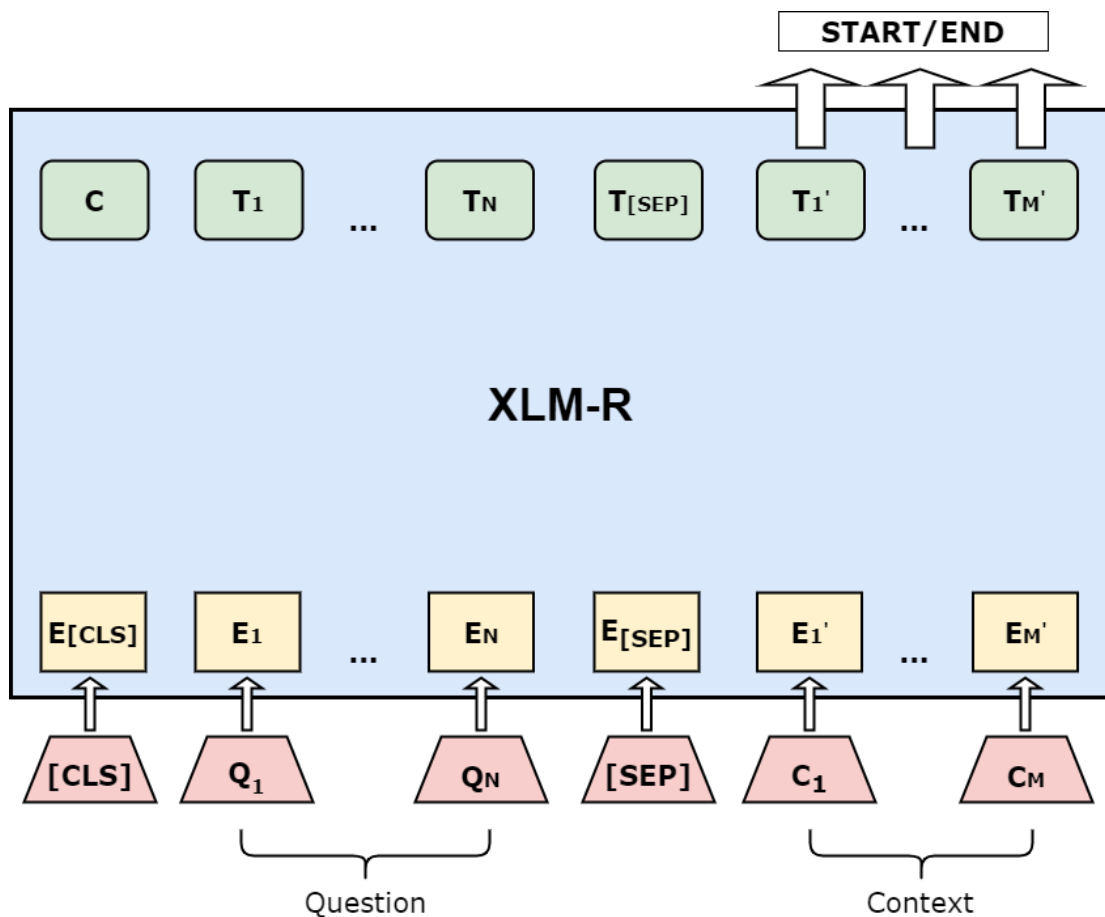 START/END
C T1 ... TN T[SEP] T1' ... TM'
XLM-R
E[CLS] E1 ... EN E[SEP] E1' ... EM'
[CLS] Q1 QN [SEP] C1 CM
Question Context